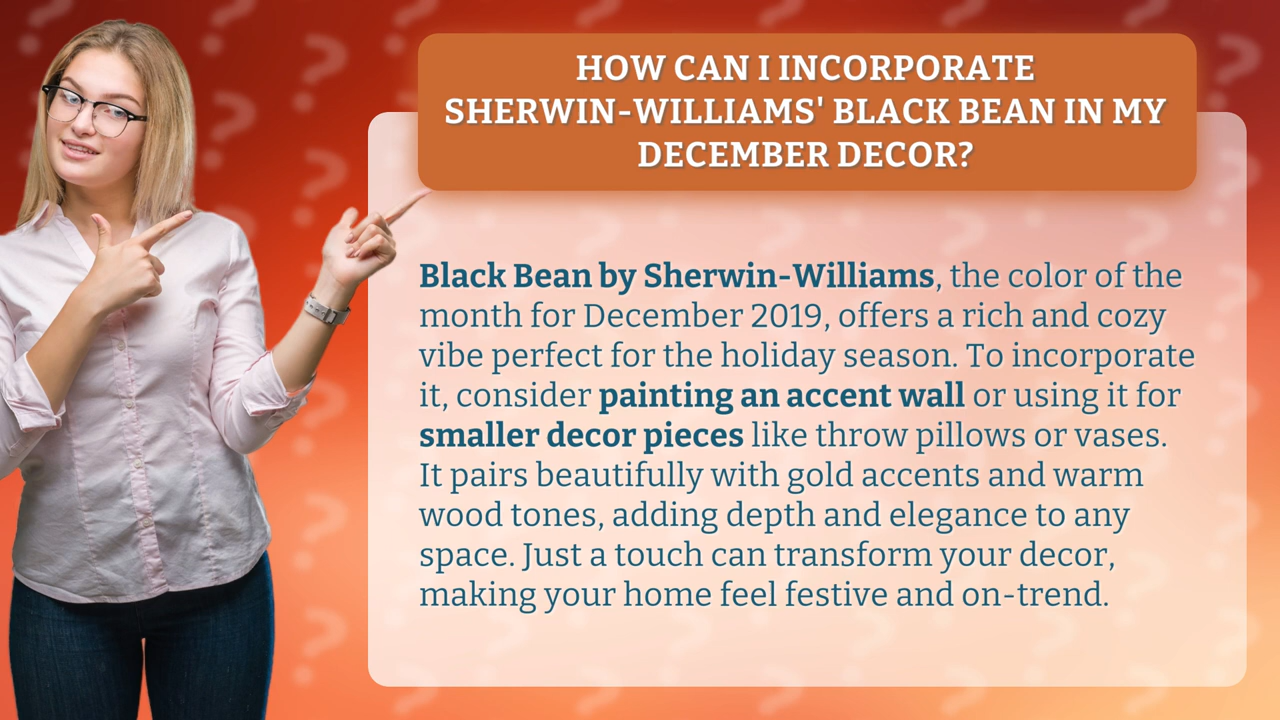 HOW CAN I INCORPORATE
SHERWIN-WILLIAMS' BLACK BEAN IN MY
DECEMBER DECOR?
Black Bean by Sherwin-Williams, the color of the
month for December 2019, offers a rich and cozy
vibe perfect for the holiday season. To incorporate
it, consider painting an accent wall or using it for
smaller decor pieces like throw pillows or vases.
It pairs beautifully with gold accents and warm
wood tones, adding depth and elegance to any
space. Just a touch can transform your decor,
making your home feel festive and on-trend.